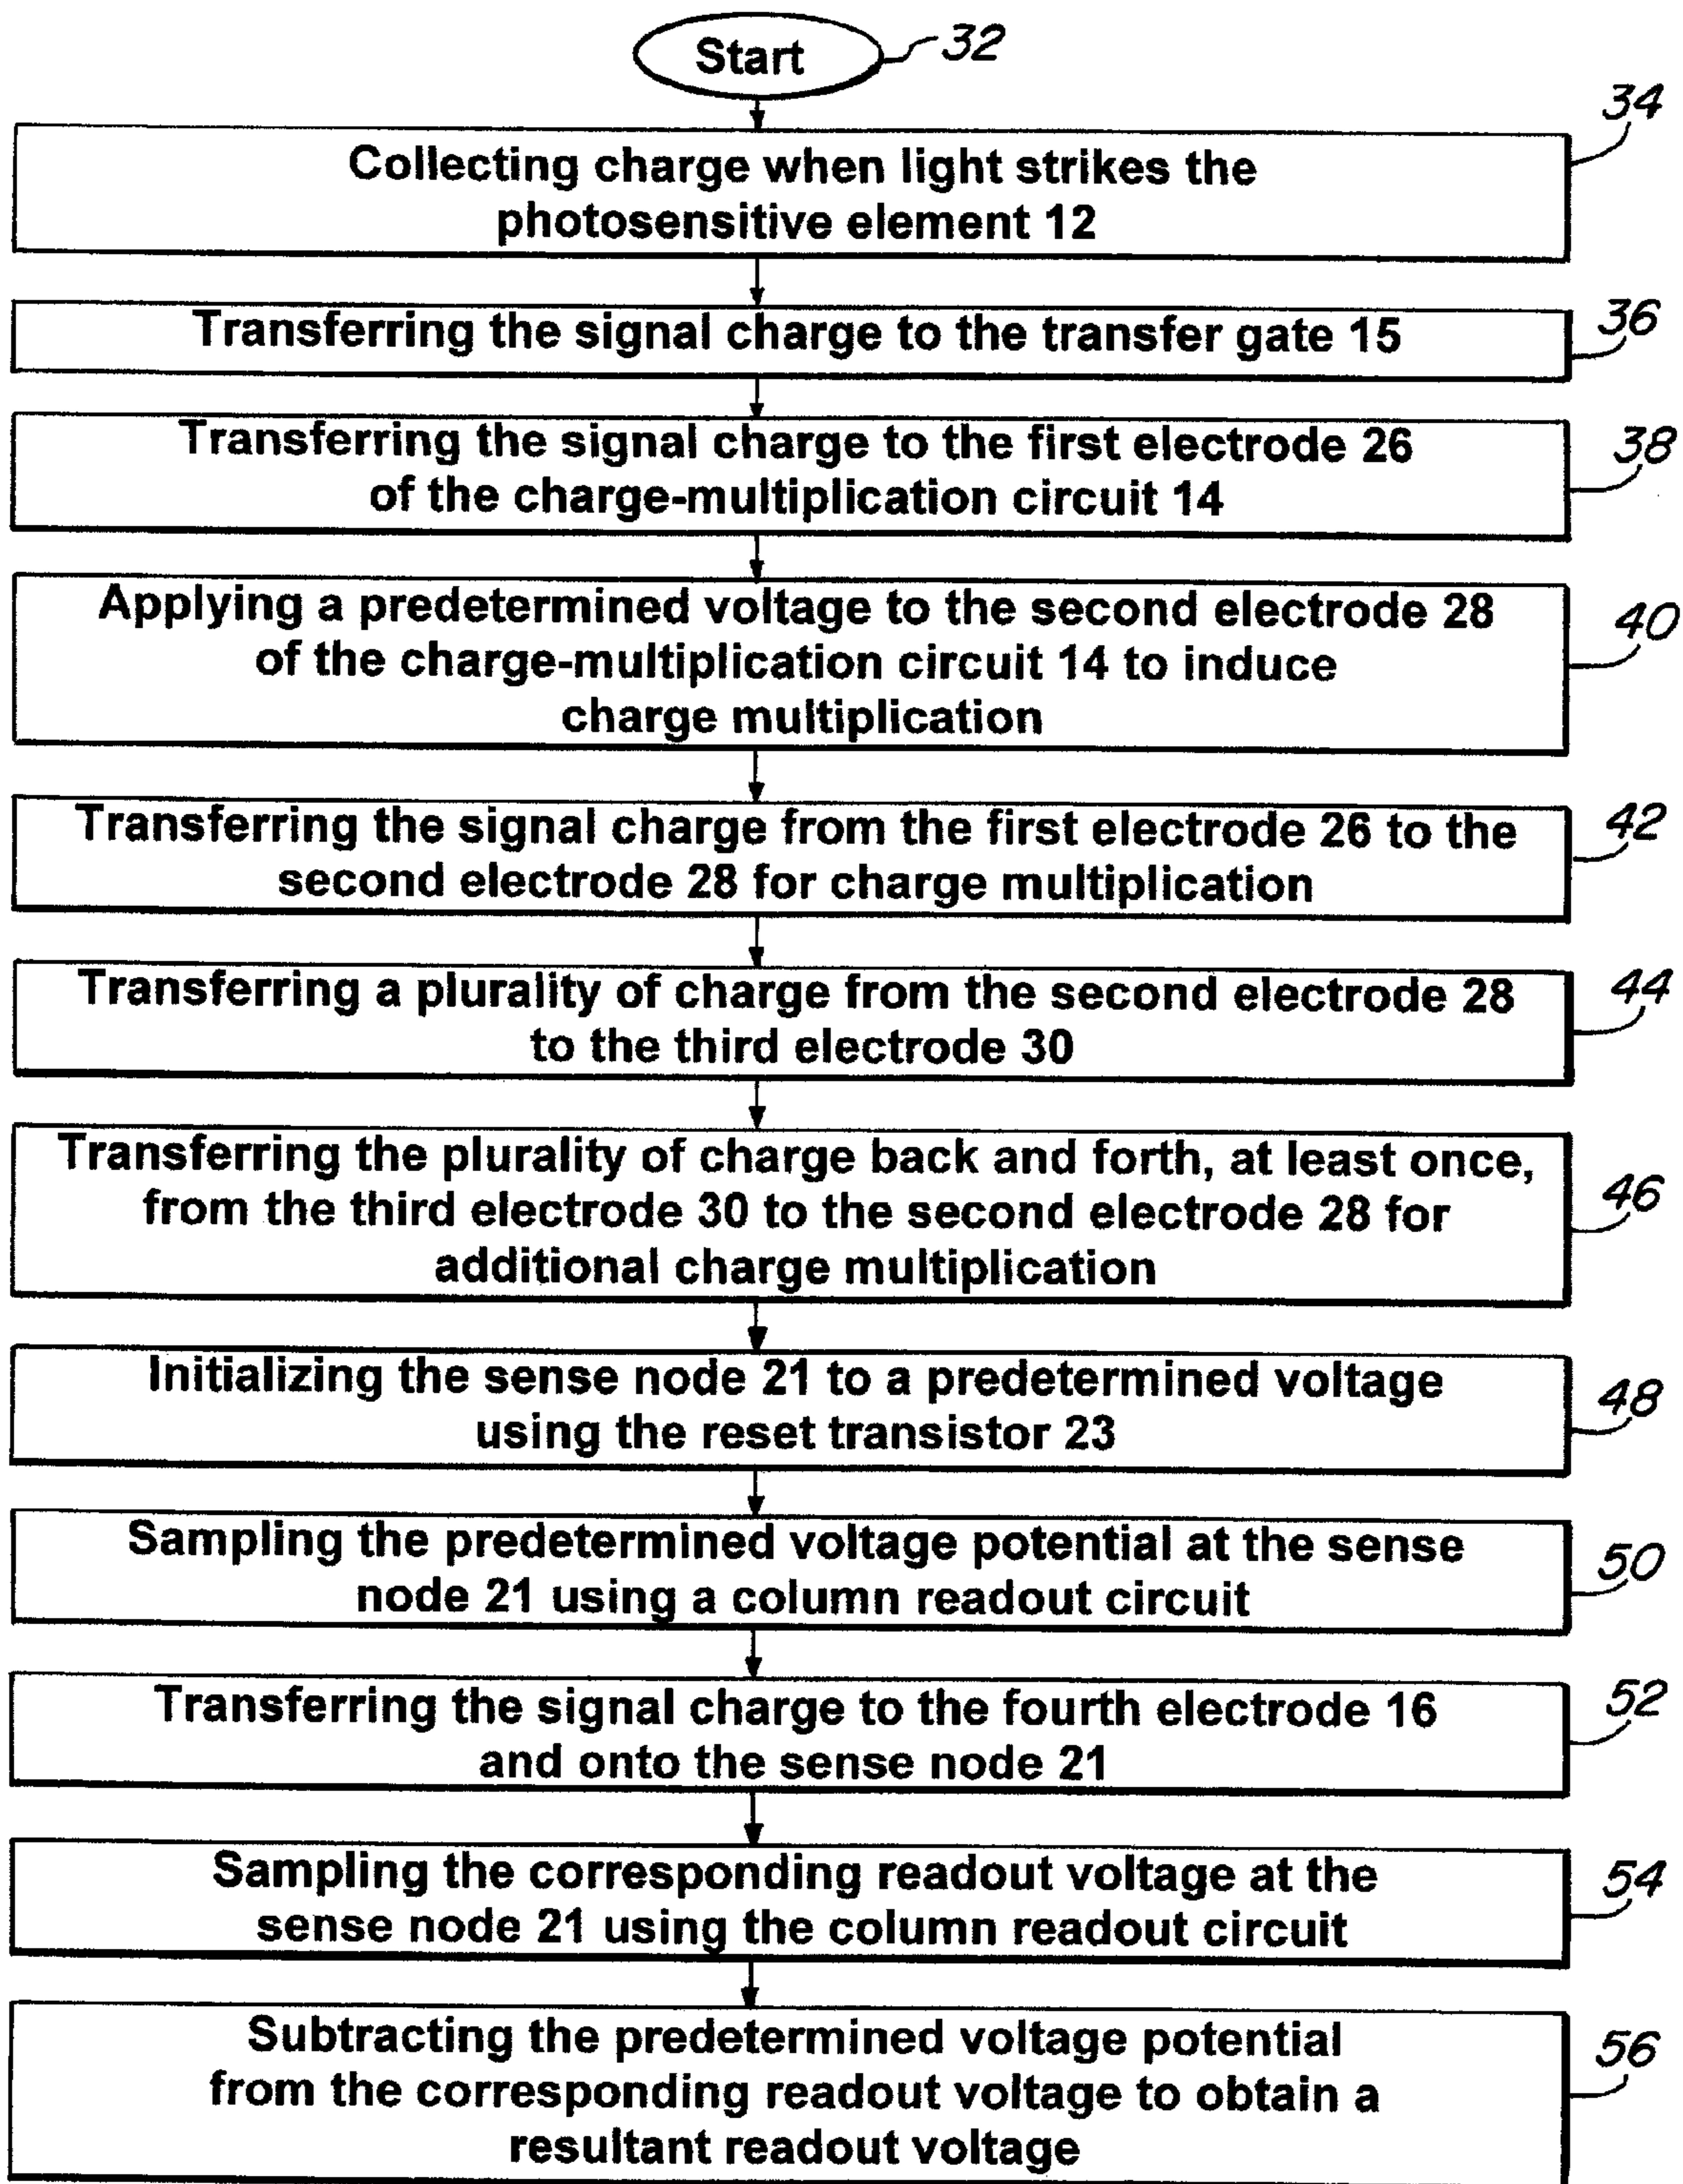 Start
32
34
Collecting charge when light strikes the
photosensitive element 12
36
Transferring the signal charge to the transfer gate 15
38
Transferring the signal charge to the first electrode 26
of the charge-multiplication circuit 14
40
Applying a predetermined voltage to the second electrode 28
of the charge-multiplication circuit 14 to induce
charge multiplication
42
Transferring the signal charge from the first electrode 26 to the
second electrode 28 for charge multiplication
44
Transferring a plurality of charge from the second electrode 28
to the third electrode 30
46
Transferring the plurality of charge back and forth, at least once,
from the third electrode 30 to the second electrode 28 for
additional charge multiplication
48
Initializing the sense node 21 to a predetermined voltage
using the reset transistor 23
50
Sampling the predetermined voltage potential at the sense
node 21 using a column readout circuit
52
Transferring the signal charge to the fourth electrode 16
and onto the sense node 21
54
Sampling the corresponding readout voltage at the
sense node 21 using the column readout circuit
56
Subtracting the predetermined voltage potential
from the corresponding readout voltage to obtain a
resultant readout voltage